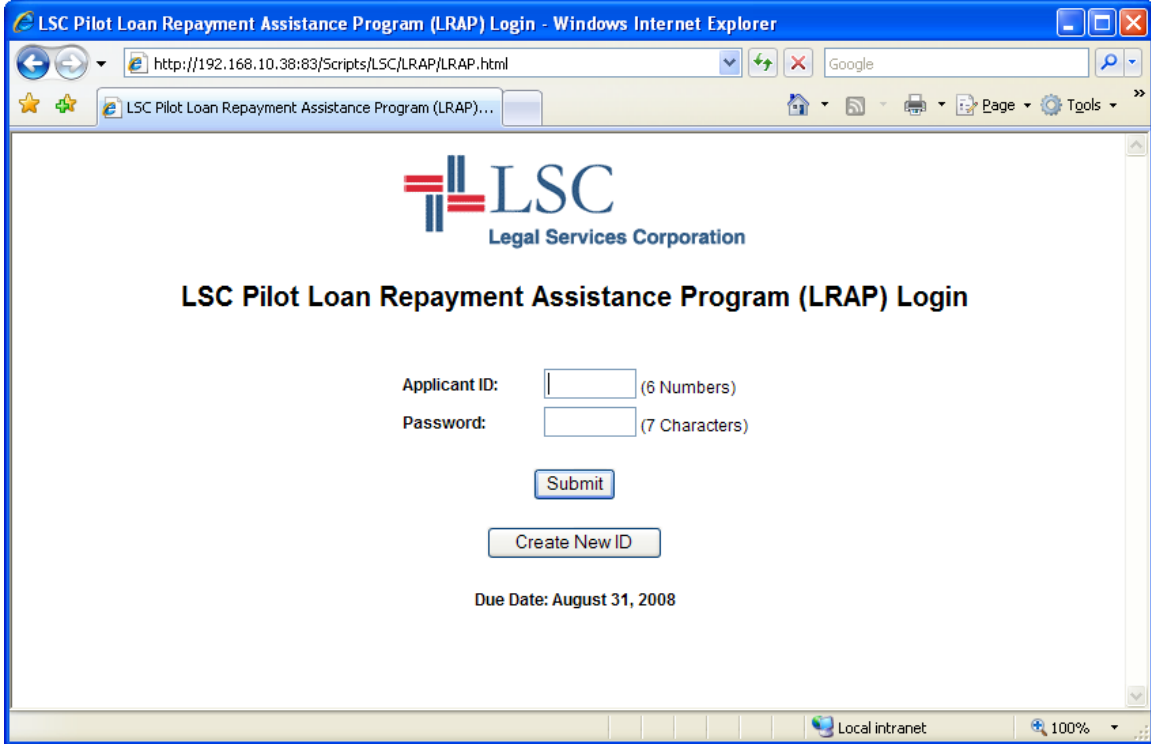 LSC Pilot Loan Repayment Assistance Program (LRAP) Login - Windows Internet Explorer
http://192.168.10.38:83/Scripts/LSC/LRAP/LRAP.html
Google
LSC Pilot Loan Repayment Assistance Program (LRAP)...
Page
Tools
»
LSC
Legal Services Corporation
LSC Pilot Loan Repayment Assistance Program (LRAP) Login
Applicant ID: (6 Numbers)
Password: (7 Characters)
Submit
Create New ID
Due Date: August 31, 2008
Local intranet 100%